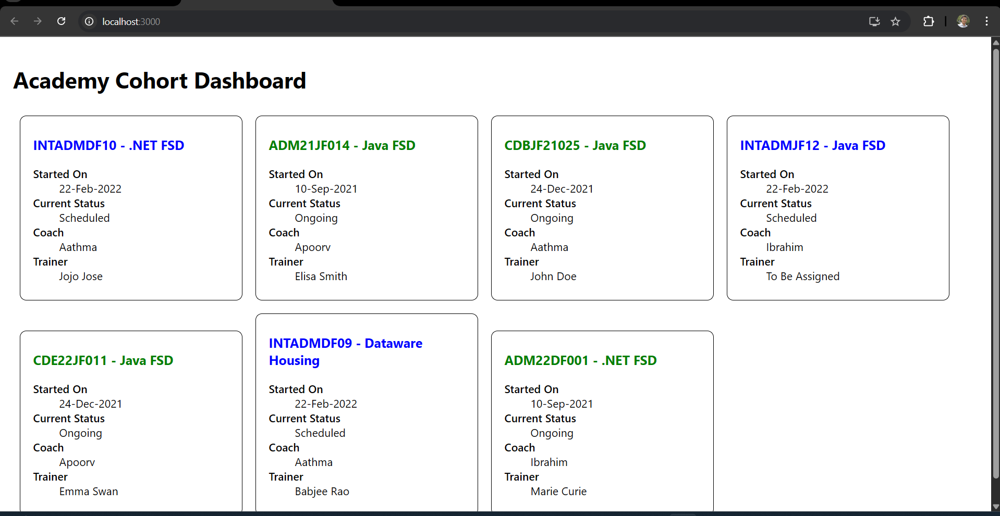 localhost:3000
Academy Cohort Dashboard
INTADMDF10 - .NET FSD
Started On
22-Feb-2022
Current Status
Scheduled
Coach
Aathma
Trainer
Jojo Jose
ADM21JF014 - Java FSD
Started On
10-Sep-2021
Current Status
Ongoing
Coach
Apoorv
Trainer
Elisa Smith
CDBJF21025 - Java FSD
Started On
24-Dec-2021
Current Status
Ongoing
Coach
Aathma
Trainer
John Doe
INTADMJF12 - Java FSD
Started On
22-Feb-2022
Current Status
Scheduled
Coach
Ibrahim
Trainer
To Be Assigned
CDE22JF011 - Java FSD
Started On
24-Dec-2021
Current Status
Ongoing
Coach
Apoorv
Trainer
Emma Swan
INTADMDF09 - Dataware
Housing
Started On
22-Feb-2022
Current Status
Scheduled
Coach
Aathma
Trainer
Babjee Rao
ADM22DF001 - .NET FSD
Started On
10-Sep-2021
Current Status
Ongoing
Coach
Ibrahim
Trainer
Marie Curie